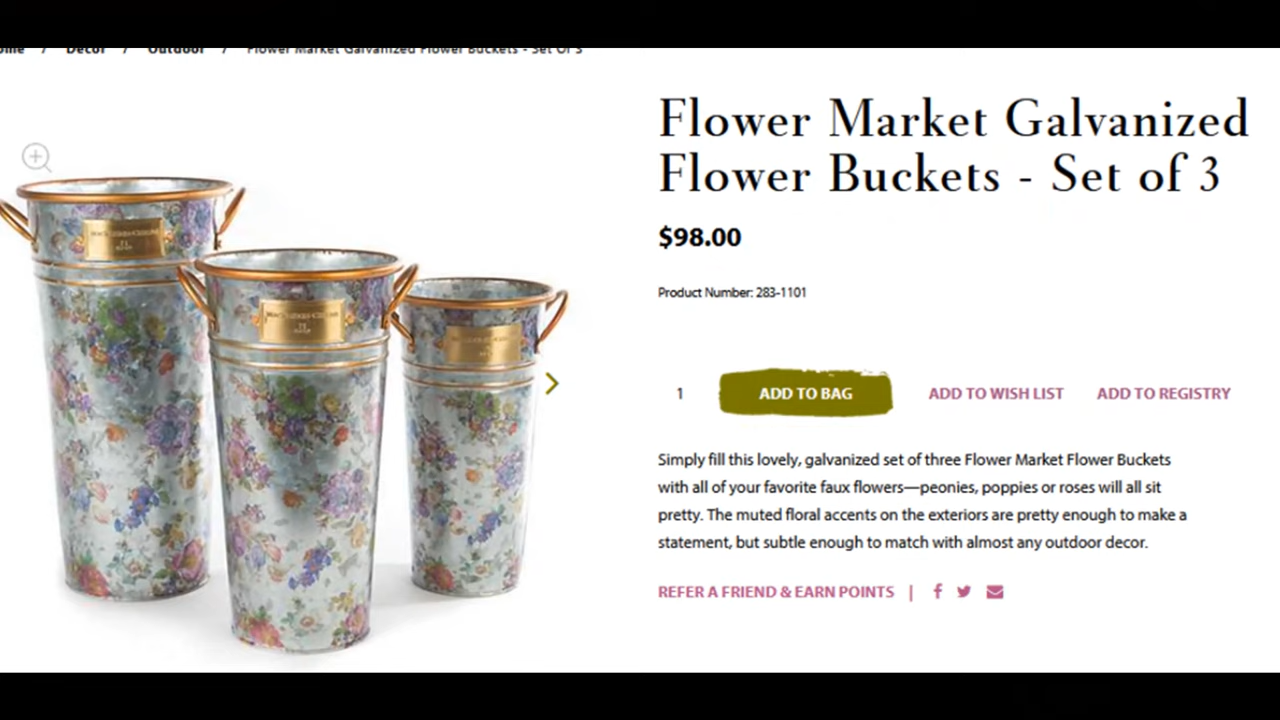 Home / Decor / Outdoor / Flower Market Galvanized Flower Buckets - Set Of 3
Flower Market Galvanized
Flower Buckets - Set of 3
$98.00
Product Number: 283-1101
1 ADD TO BAG ADD TO WISH LIST ADD TO REGISTRY
Simply fill this lovely, galvanized set of three Flower Market Flower Buckets
with all of your favorite faux flowers—peonies, poppies or roses will all sit
pretty. The muted floral accents on the exteriors are pretty enough to make a
statement, but subtle enough to match with almost any outdoor decor.
REFER A FRIEND & EARN POINTS |